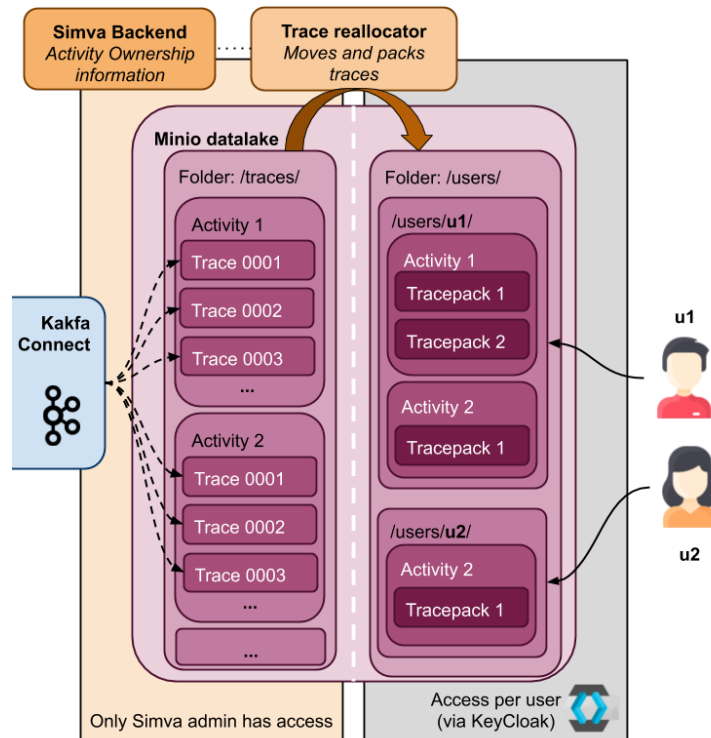 Simva Backend
Activity Ownership
information
Trace reallocator
Moves and packs
traces
Minio datalake
Folder: /traces/
Activity 1
Trace 0001
Trace 0002
Trace 0003
...
Activity 2
Trace 0001
Trace 0002
Trace 0003
...
...
Kakfa
Connect
Folder: /users/
/users/u1/
Activity 1
Tracepack 1
Tracepack 2
Activity 2
Tracepack 1
/users/u2/
Activity 2
Tracepack 1
u1
u2
Only Simva admin has access
Access per user
(via KeyCloak)